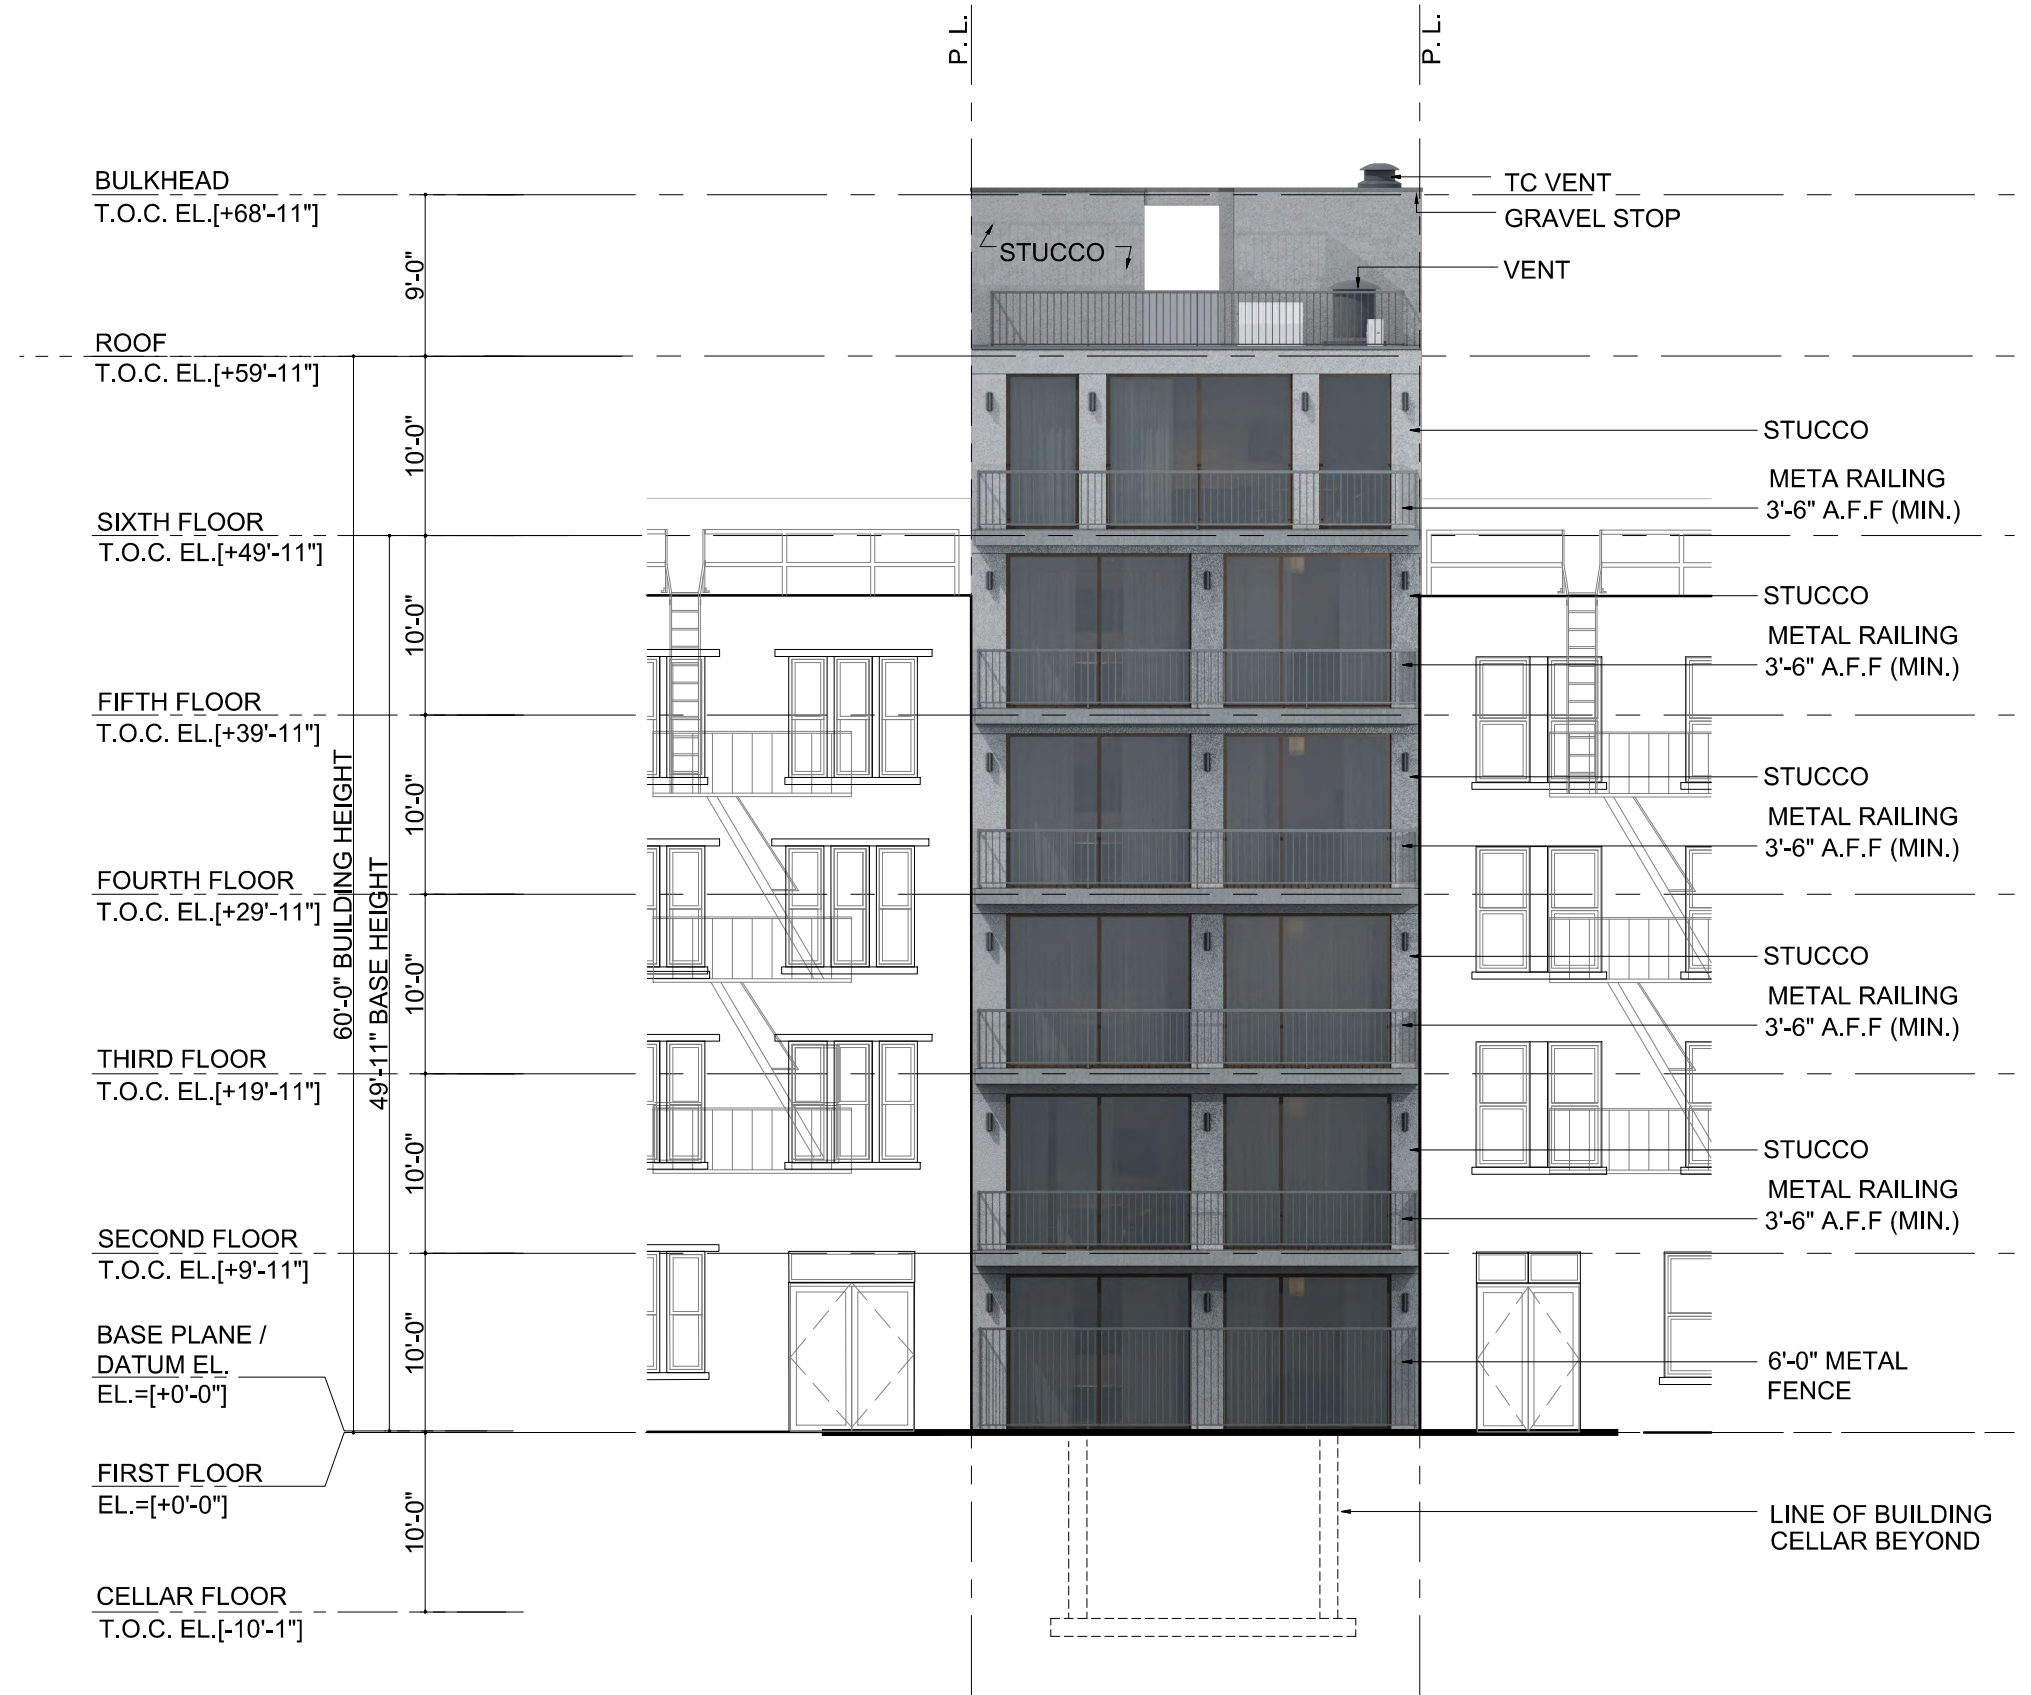 P. L.
P. L.
BULKHEAD
T.O.C. EL.[+68'-11"]
TC VENT
GRAVEL STOP
STUCCO
VENT
9'-0"
ROOF
T.O.C. EL.[+59'-11"]
10'-0"
STUCCO
META RAILING
3'-6" A.F.F (MIN.)
SIXTH FLOOR
T.O.C. EL.[+49'-11"]
10'-0"
STUCCO
METAL RAILING
3'-6" A.F.F (MIN.)
FIFTH FLOOR
T.O.C. EL.[+39'-11"]
60'-0" BUILDING HEIGHT
49'-11" BASE HEIGHT
10'-0"
STUCCO
METAL RAILING
3'-6" A.F.F (MIN.)
FOURTH FLOOR
T.O.C. EL.[+29'-11"]
10'-0"
STUCCO
METAL RAILING
3'-6" A.F.F (MIN.)
THIRD FLOOR
T.O.C. EL.[+19'-11"]
10'-0"
STUCCO
METAL RAILING
3'-6" A.F.F (MIN.)
SECOND FLOOR
T.O.C. EL.[+9'-11"]
10'-0"
BASE PLANE /
DATUM EL.
EL.=[+0'-0"]
6'-0" METAL
FENCE
FIRST FLOOR
EL.=[+0'-0"]
10'-0"
LINE OF BUILDING
CELLAR BEYOND
CELLAR FLOOR
T.O.C. EL.[-10'-1"]